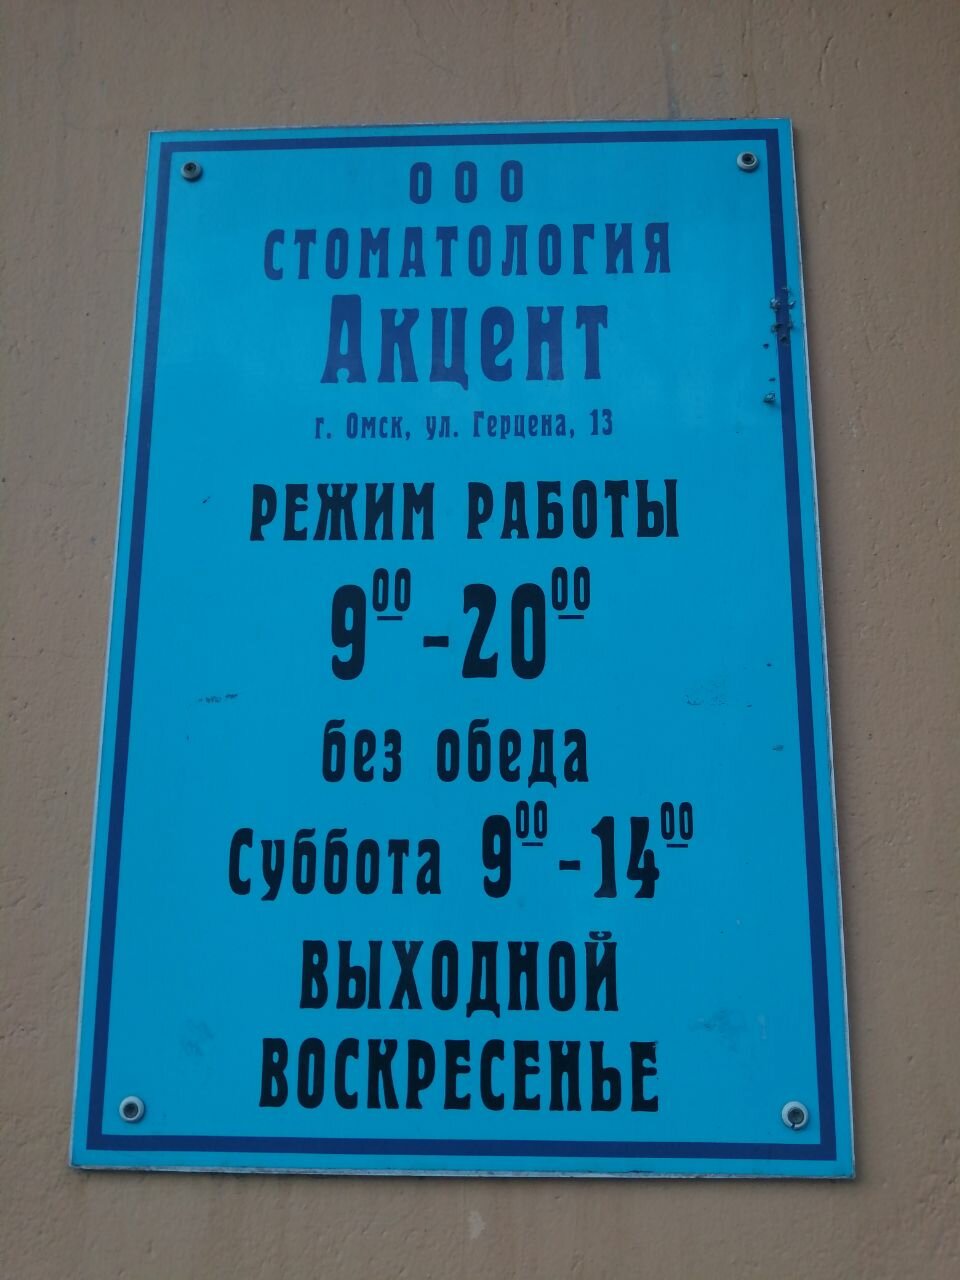 ООО
СТОМАТОЛОГИЯ
Акцент
г. Омск, ул. Герцена, 13
РЕЖИМ РАБОТЫ
9⁰⁰-20⁰⁰
без обеда
Суббота 9⁰⁰-14⁰⁰
ВЫХОДНОЙ
ВОСКРЕСЕНЬЕ